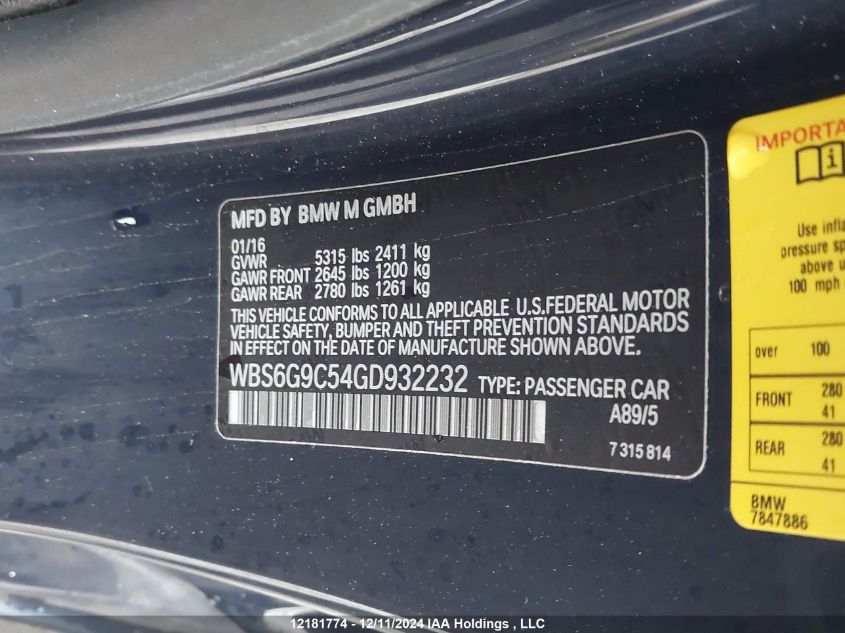 MFD BY BMW M GMBH
01/16
GVWR 5315 lbs 2411 kg
GAWR FRONT 2645 lbs 1200 kg
GAWR REAR 2780 lbs 1261 kg
THIS VEHICLE CONFORMS TO ALL APPLICABLE U.S.FEDERAL MOTOR
VEHICLE SAFETY, BUMPER AND THEFT PREVENTION STANDARDS
IN EFFECT ON THE DATE OF MANUFACTURE SHOWN ABOVE.
WBS6G9C54GD932232 TYPE: PASSENGER CAR
A89/5
7 315 814
IMPORTA
Use infla
pressure sp
above u
100 mph
over 100
FRONT 280
41
REAR 280
41
BMW
7847886
12181774 - 12/11/2024 IAA Holdings , LLC